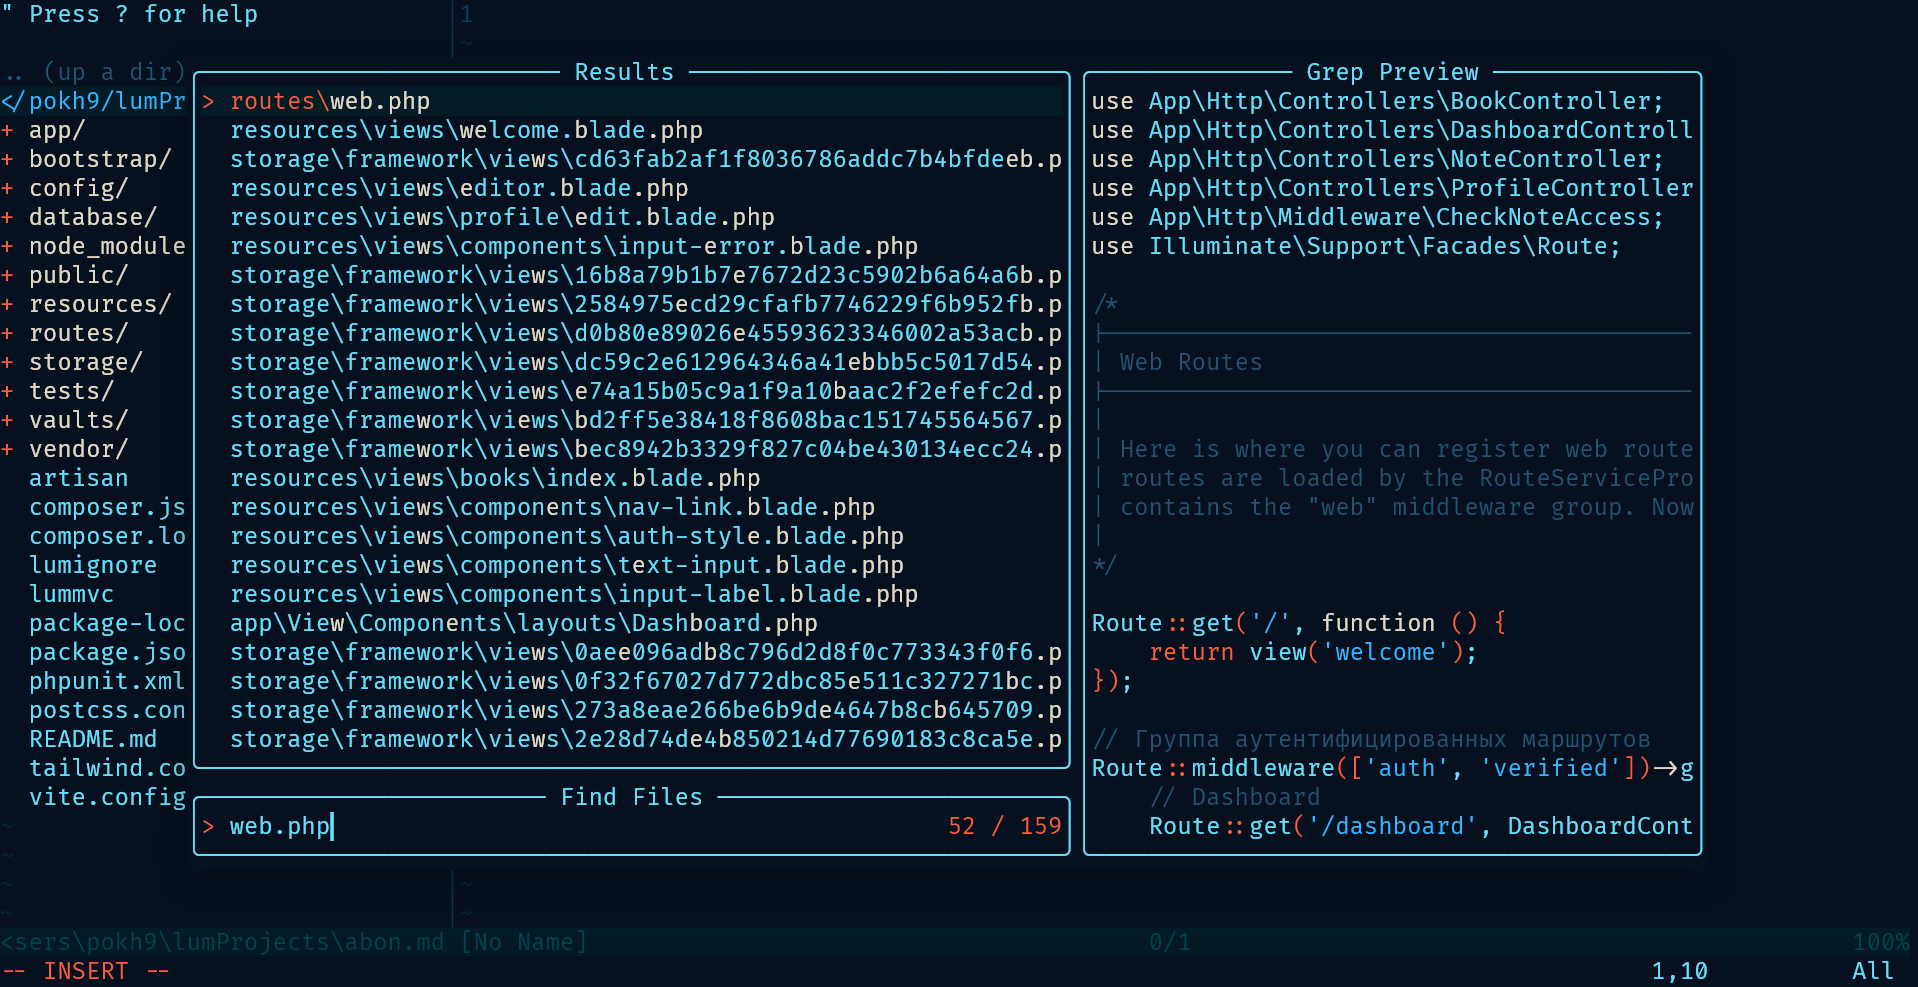 " Press ? for help
1
~
.. (up a dir)
</pokh9/lumPr
+ app/
+ bootstrap/
+ config/
+ database/
+ node_module
+ public/
+ resources/
+ routes/
+ storage/
+ tests/
+ vaults/
+ vendor/
artisan
composer.js
composer.lo
lumignore
lummvc
package-loc
package.jso
phpunit.xml
postcss.con
README.md
tailwind.co
vite.config
~
~
~
~
Results
> routes\web.php
resources\views\welcome.blade.php
storage\framework\views\cd63fab2af1f8036786addc7b4bfdeeb.p
resources\views\editor.blade.php
resources\views\profile\edit.blade.php
resources\views\components\input-error.blade.php
storage\framework\views\16b8a79b1b7e7672d23c5902b6a64a6b.p
storage\framework\views\2584975ecd29cfafb7746229f6b952fb.p
storage\framework\views\d0b80e89026e45593623346002a53acb.p
storage\framework\views\dc59c2e612964346a41ebbb5c5017d54.p
storage\framework\views\e74a15b05c9a1f9a10baac2f2efefc2d.p
storage\framework\views\bd2ff5e38418f8608bac151745564567.p
storage\framework\views\bec8942b3329f827c04be430134ecc24.p
resources\views\books\index.blade.php
resources\views\components\nav-link.blade.php
resources\views\components\auth-style.blade.php
resources\views\components\text-input.blade.php
resources\views\components\input-label.blade.php
app\View\Components\layouts\Dashboard.php
storage\framework\views\0aee096adb8c796d2d8f0c773343f0f6.p
storage\framework\views\0f32f67027d772dbc85e511c327271bc.p
storage\framework\views\273a8eae266be6b9de4647b8cb645709.p
storage\framework\views\2e28d74de4b850214d77690183c8ca5e.p
Find Files
> web.php 52 / 159
Grep Preview
use App\Http\Controllers\BookController;
use App\Http\Controllers\DashboardControll
use App\Http\Controllers\NoteController;
use App\Http\Controllers\ProfileController
use App\Http\Middleware\CheckNoteAccess;
use Illuminate\Support\Facades\Route;
/*
|-----------------------------------------
| Web Routes
|-----------------------------------------
|
| Here is where you can register web route
| routes are loaded by the RouteServicePro
| contains the "web" middleware group. Now
|
*/
Route::get('/', function () {
return view('welcome');
});
// Группа аутентифицированных маршрутов
Route::middleware(['auth', 'verified'])->g
// Dashboard
Route::get('/dashboard', DashboardCont
~
~
<sers\pokh9\lumProjects\abon.md [No Name] 0/1 100%
-- INSERT -- 1,10 All